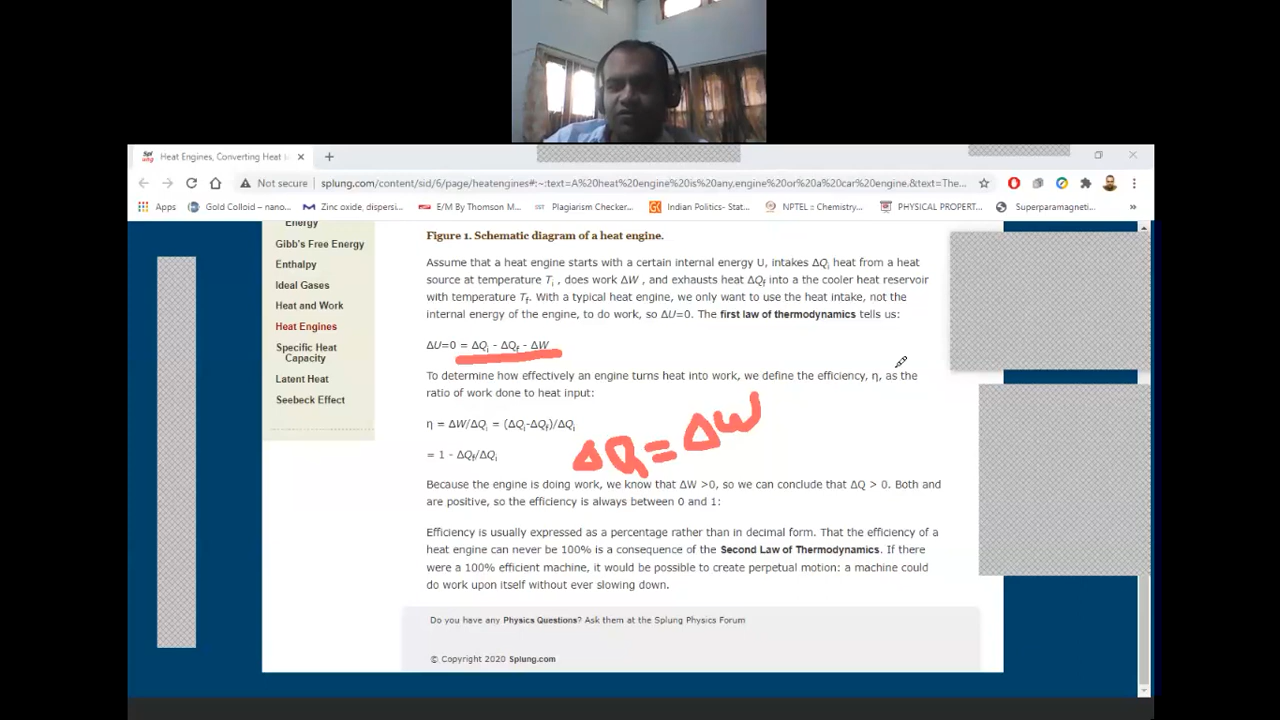 Spl
ung
Heat Engines, Converting Heat
Not secure
splung.com/content/sid/6/page/heatengines#:~:text=A%20heat%20engine%20is%20any,engine%20or%20a%20car%20engine.&text=The...
Apps
Gold Colloid – nano...
Zinc oxide, dispersi...
E/M By Thomson M...
Plagiarism Checker...
Indian Politics- Stat...
NPTEL :: Chemistry...
PHYSICAL PROPERT...
Superparamagneti...
Energy
Gibb's Free Energy
Enthalpy
Ideal Gases
Heat and Work
Heat Engines
Specific Heat
Capacity
Latent Heat
Seebeck Effect
Figure 1. Schematic diagram of a heat engine.
Assume that a heat engine starts with a certain internal energy U, intakes ΔQi heat from a heat
source at temperature Ti , does work ΔW , and exhausts heat ΔQf into a cooler heat reservoir
with temperature Tf. With a typical heat engine, we only want to use the heat intake, not the
internal energy of the engine, to do work, so ΔU=0. The first law of thermodynamics tells us:
ΔU=0 = ΔQi - ΔQf - ΔW
To determine how effectively an engine turns heat into work, we define the efficiency, η, as the
ratio of work done to heat input:
η = ΔW/ΔQi = (ΔQi-ΔQf)/ΔQi
= 1 - ΔQf/ΔQi
ΔQ = ΔW
Because the engine is doing work, we know that ΔW >0, so we can conclude that ΔQ > 0. Both and
are positive, so the efficiency is always between 0 and 1:
Efficiency is usually expressed as a percentage rather than in decimal form. That the efficiency of a
heat engine can never be 100% is a consequence of the Second Law of Thermodynamics. If there
were a 100% efficient machine, it would be possible to create perpetual motion: a machine could
do work upon itself without ever slowing down.
Do you have any Physics Questions? Ask them at the Splung Physics Forum
© Copyright 2020 Splung.com